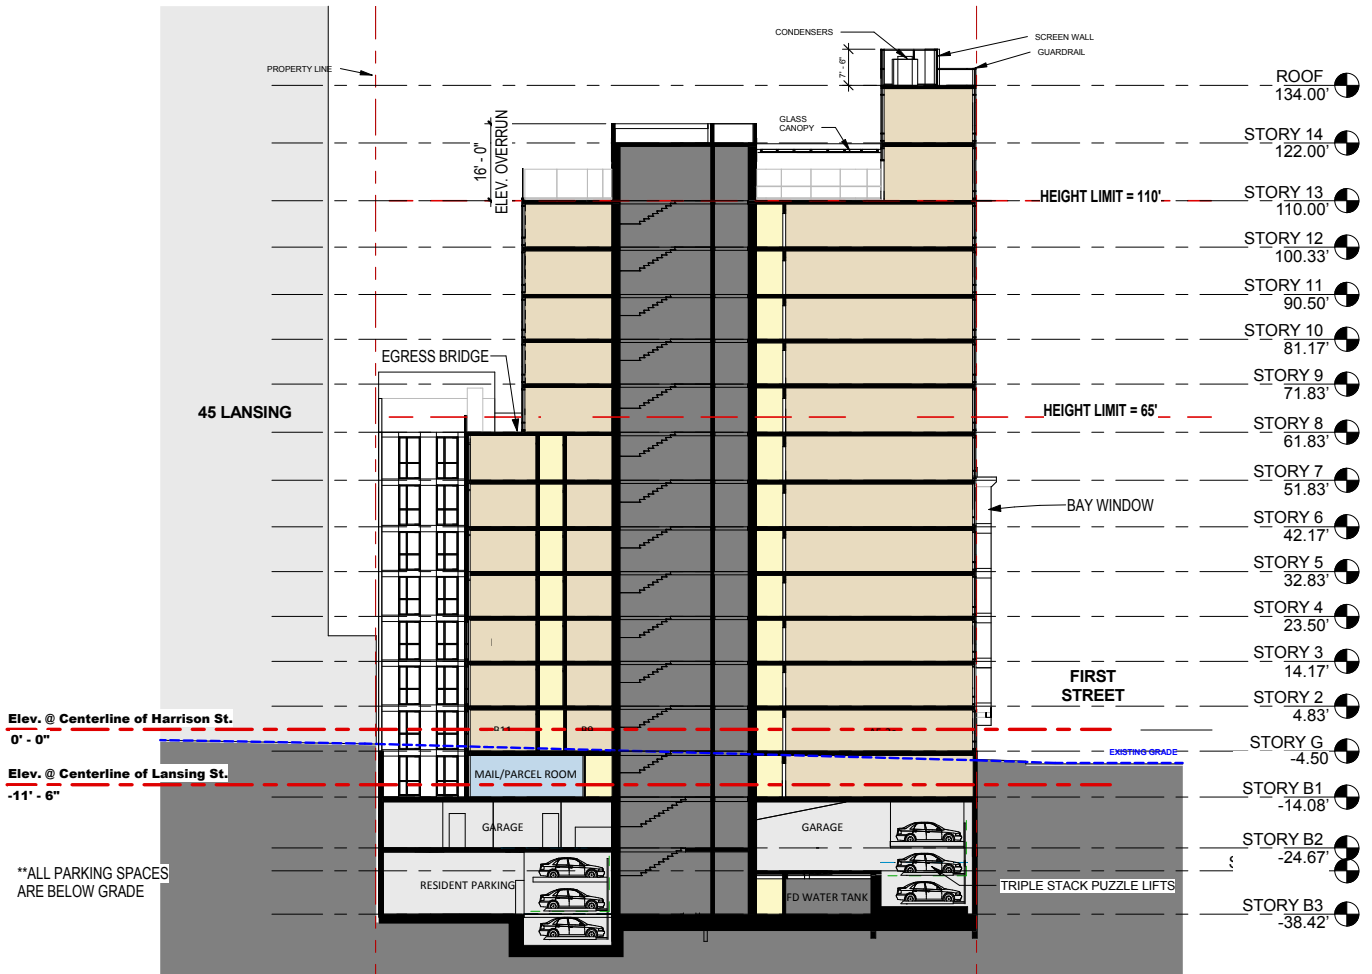 CONDENSERS
SCREEN WALL
GUARDRAIL
PROPERTY LINE
7' - 6"
ROOF
134.00'
GLASS
CANOPY
16' - 0"
ELEV. OVERRUN
STORY 14
122.00'
HEIGHT LIMIT = 110'
STORY 13
110.00'
STORY 12
100.33'
STORY 11
90.50'
STORY 10
81.17'
EGRESS BRIDGE
STORY 9
71.83'
45 LANSING
HEIGHT LIMIT = 65'
STORY 8
61.83'
STORY 7
51.83'
BAY WINDOW
STORY 6
42.17'
STORY 5
32.83'
STORY 4
23.50'
STORY 3
14.17'
FIRST
STREET
STORY 2
4.83'
Elev. @ Centerline of Harrison St.
0' - 0"
STORY G
-4.50
EXISTING GRADE
Elev. @ Centerline of Lansing St.
-11' - 6"
MAIL/PARCEL ROOM
STORY B1
-14.08'
GARAGE
GARAGE
STORY B2
-24.67'
**ALL PARKING SPACES
ARE BELOW GRADE
RESIDENT PARKING
TRIPLE STACK PUZZLE LIFTS
FD WATER TANK
STORY B3
-38.42'